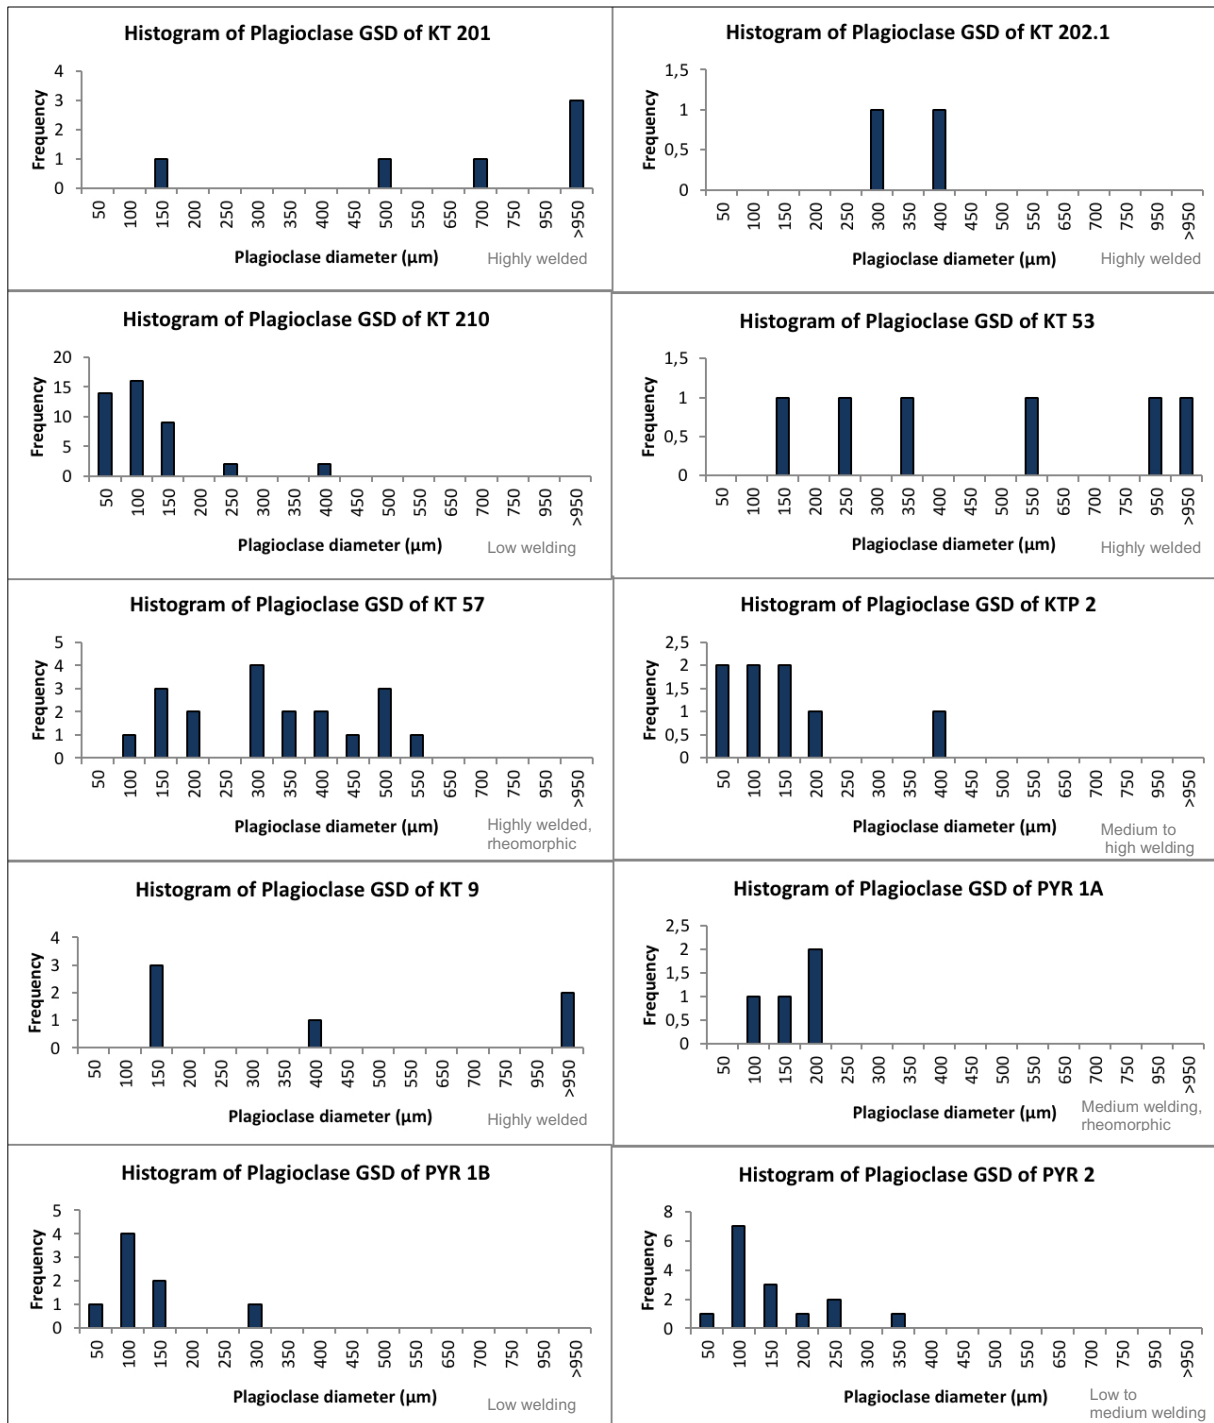 Histogram of Plagioclase GSD of KT 201
Frequency
4
3
2
1
0
50 100 150 200 250 300 350 400 450 500 550 650 700 750 950 >950
Plagioclase diameter (µm)
Highly welded
Histogram of Plagioclase GSD of KT 202.1
Frequency
1,5
1
0,5
0
50 100 150 200 250 300 350 400 450 500 550 650 700 750 950 >950
Plagioclase diameter (µm)
Highly welded
Histogram of Plagioclase GSD of KT 210
Frequency
20
15
10
5
0
50 100 150 200 250 300 350 400 450 500 550 650 700 750 950 >950
Plagioclase diameter (µm)
Low welding
Histogram of Plagioclase GSD of KT 53
Frequency
1,5
1
0,5
0
50 100 150 200 250 300 350 400 450 500 550 650 700 750 950 >950
Plagioclase diameter (µm)
Highly welded
Histogram of Plagioclase GSD of KT 57
Frequency
5
4
3
2
1
0
50 100 150 200 250 300 350 400 450 500 550 650 700 750 950 >950
Plagioclase diameter (µm)
Highly welded,
rheomorphic
Histogram of Plagioclase GSD of KTP 2
Frequency
2,5
2
1,5
1
0,5
0
50 100 150 200 250 300 350 400 450 500 550 650 700 750 950 >950
Plagioclase diameter (µm)
Medium to
high welding
Histogram of Plagioclase GSD of KT 9
Frequency
4
3
2
1
0
50 100 150 200 250 300 350 400 450 500 550 650 700 750 950 >950
Plagioclase diameter (µm)
Highly welded
Histogram of Plagioclase GSD of PYR 1A
Frequency
2,5
2
1,5
1
0,5
0
50 100 150 200 250 300 350 400 450 500 550 650 700 750 950 >950
Plagioclase diameter (µm)
Medium welding,
rheomorphic
Histogram of Plagioclase GSD of PYR 1B
Frequency
5
4
3
2
1
0
50 100 150 200 250 300 350 400 450 500 550 650 700 750 950 >950
Plagioclase diameter (µm)
Low welding
Histogram of Plagioclase GSD of PYR 2
Frequency
8
6
4
2
0
50 100 150 200 250 300 350 400 450 500 550 650 700 750 950 >950
Plagioclase diameter (µm)
Low to
medium welding